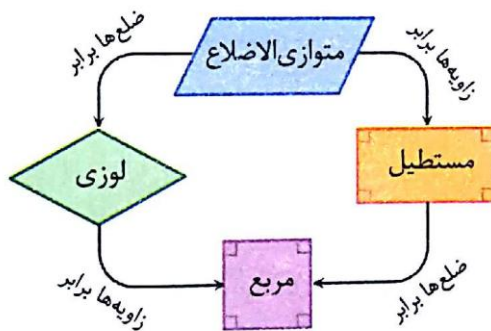 متوازی‌الاضلاع
زاویه‌ها برابر
ضلع‌ها برابر
مستطیل
لوزی
مربع
ضلع‌ها برابر
زاویه‌ها برابر